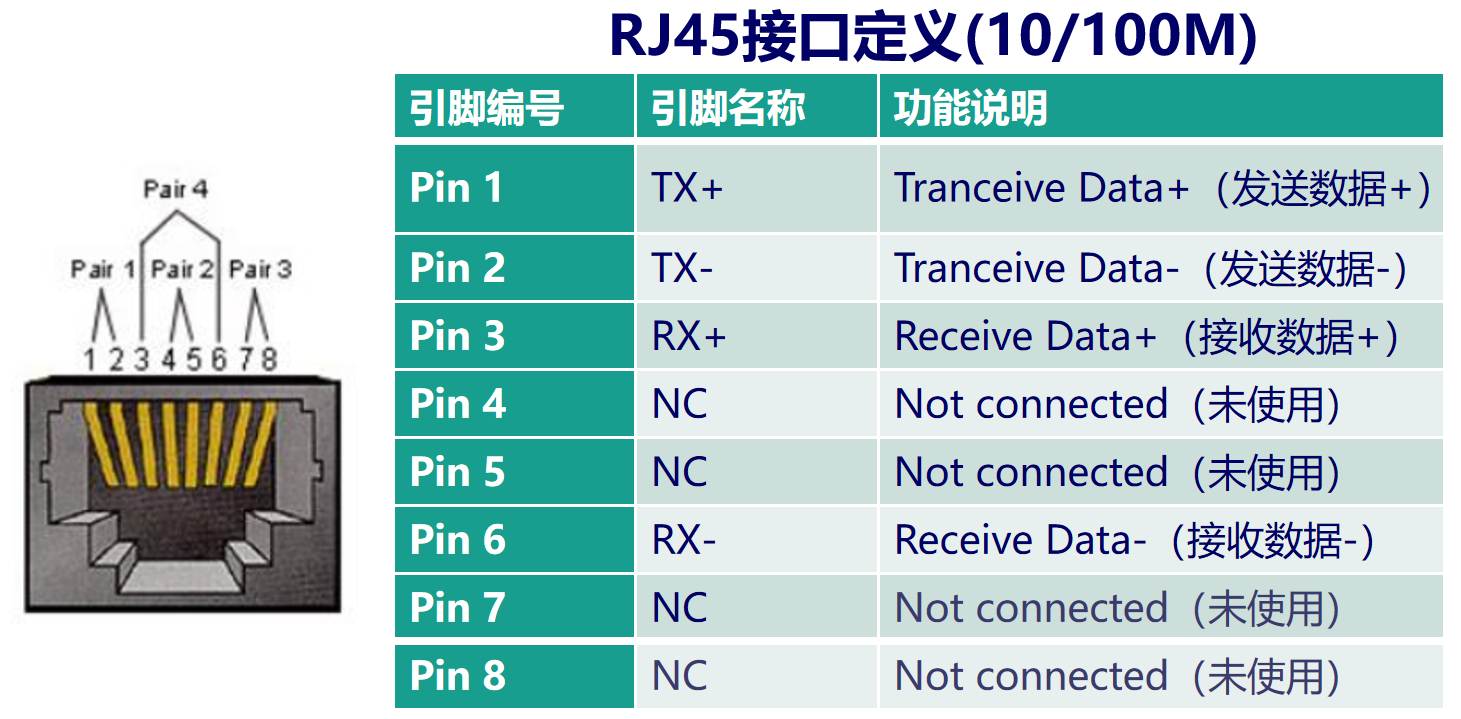 RJ45接口定义(10/100M)
引脚编号 引脚名称 功能说明
Pin 1 TX+ Tranceive Data+（发送数据+）
Pin 2 TX- Tranceive Data-（发送数据-）
Pin 3 RX+ Receive Data+（接收数据+）
Pin 4 NC Not connected（未使用）
Pin 5 NC Not connected（未使用）
Pin 6 RX- Receive Data-（接收数据-）
Pin 7 NC Not connected（未使用）
Pin 8 NC Not connected（未使用）
Pair 4
Pair 1 Pair 2 Pair 3
1 2 3 4 5 6 7 8